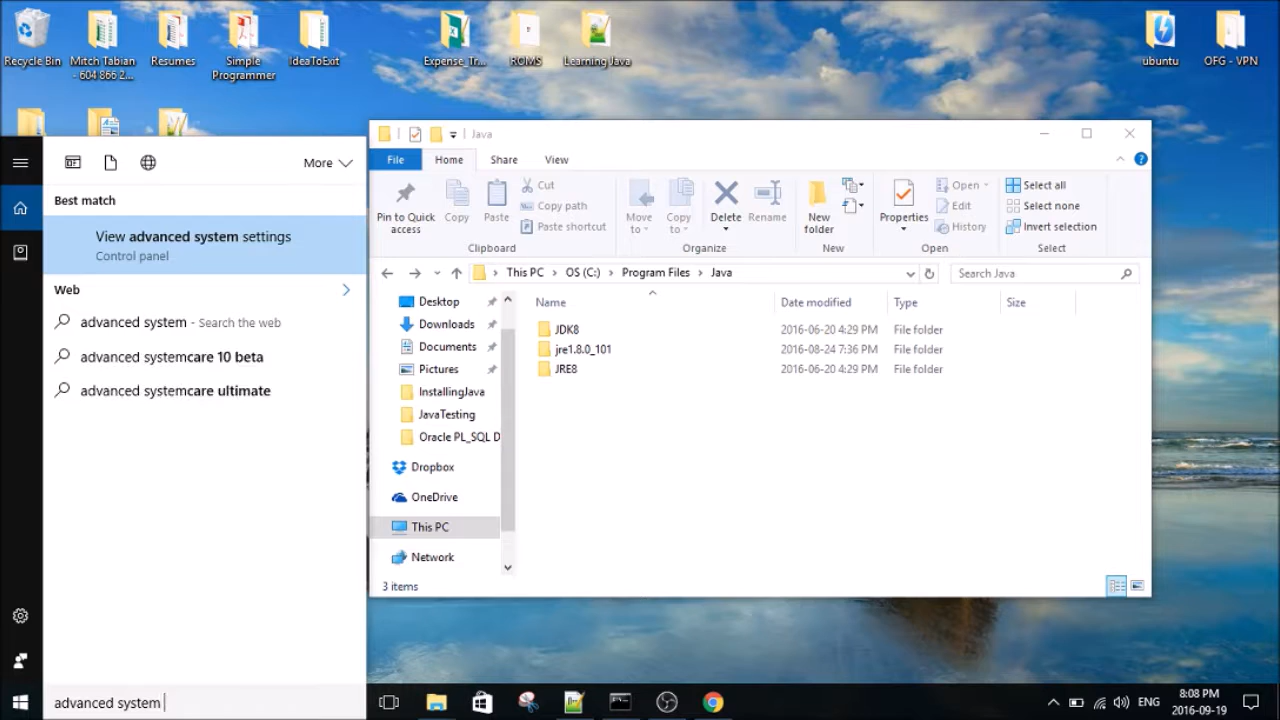 Recycle Bin
Mitch Tabian
- 604 866 2...
Resumes
Simple
Programmer
IdeaToExit
Expense_Tr...
ROMS
Learning Java
ubuntu
OFG - VPN
More
Best match
View advanced system settings
Control panel
Web
advanced system - Search the web
advanced systemcare 10 beta
advanced systemcare ultimate
advanced system
Java
File
Home
Share
View
Pin to Quick
access
Copy
Paste
Cut
Copy path
Paste shortcut
Clipboard
Move
to
Copy
to
Delete
Rename
Organize
New
folder
New
Properties
Open
Edit
History
Open
Select all
Select none
Invert selection
Select
This PC
OS (C:)
Program Files
Java
Search Java
Desktop
Downloads
Documents
Pictures
InstallingJava
JavaTesting
Oracle PL_SQL D
Dropbox
OneDrive
This PC
Network
Name
Date modified
Type
Size
JDK8 2016-06-20 4:29 PM File folder
jre1.8.0_101 2016-08-24 7:36 PM File folder
JRE8 2016-06-20 4:29 PM File folder
3 items
ENG
8:08 PM
2016-09-19